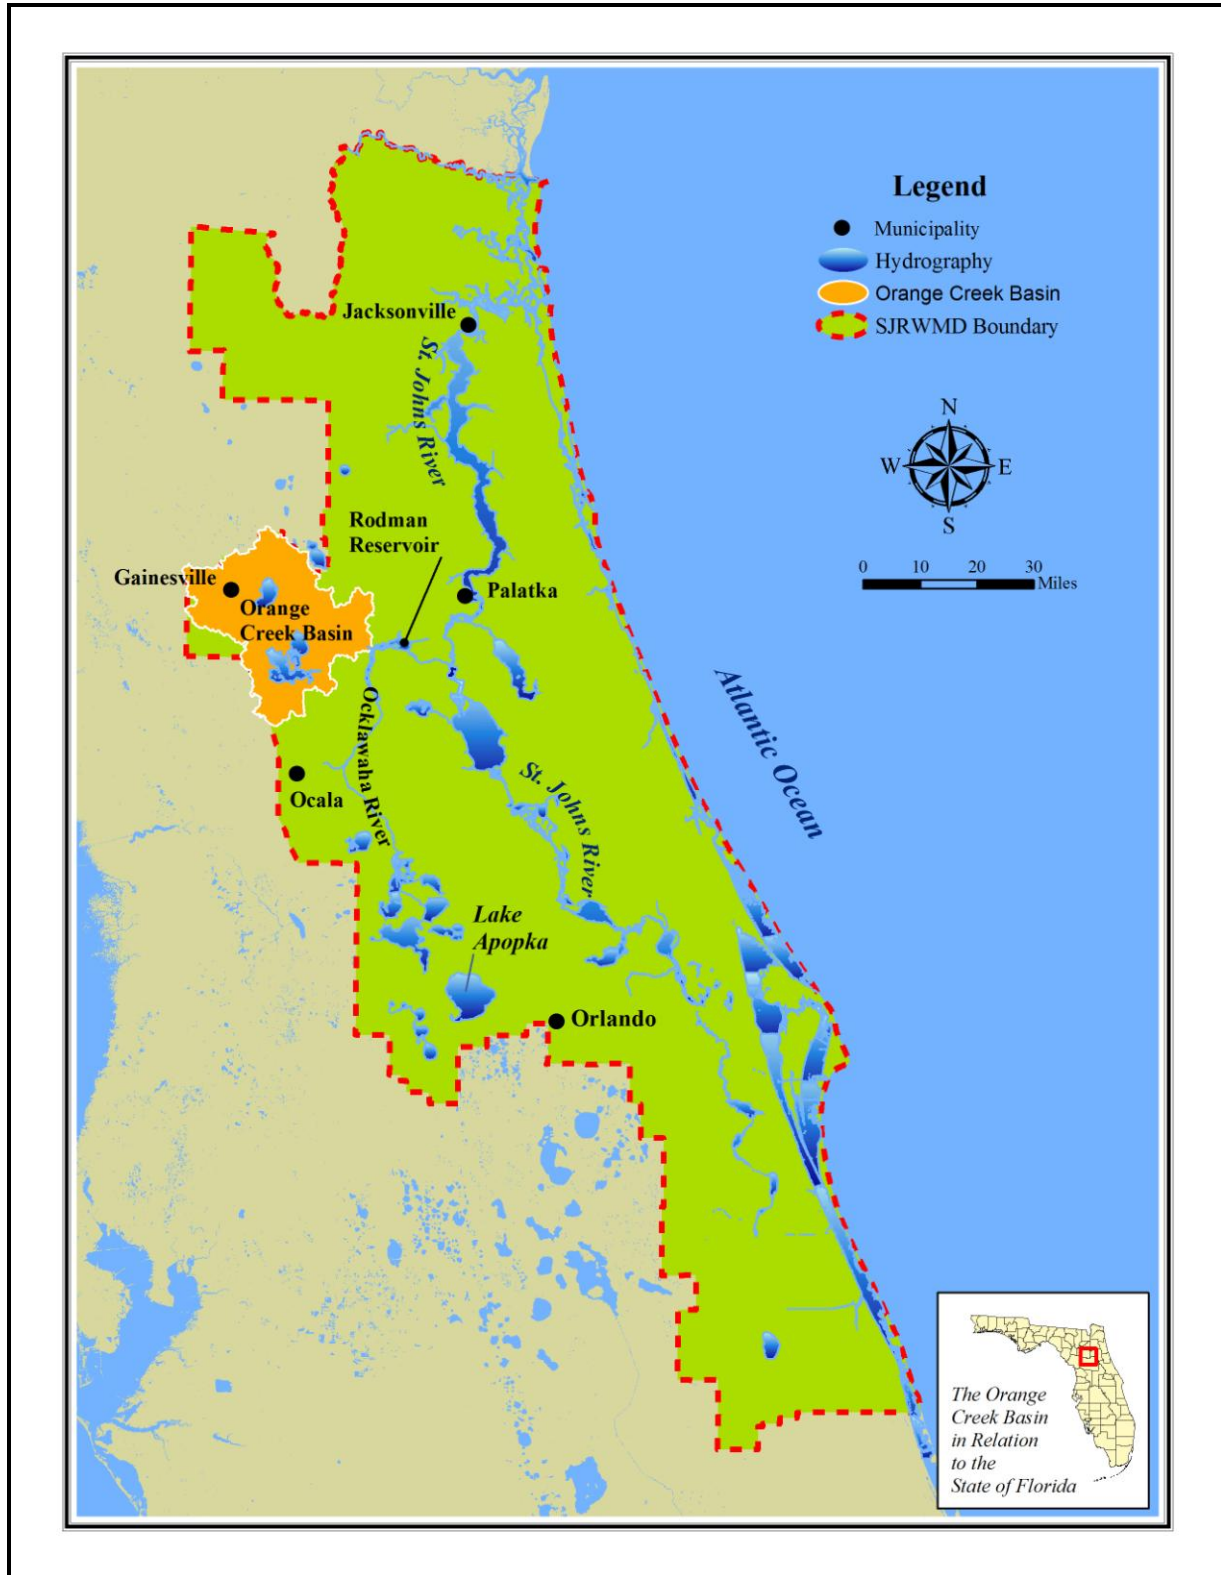 Legend
Municipality
Hydrography
Orange Creek Basin
SJRWMD Boundary
Jacksonville
St. Johns River
N
W
E
S
Rodman
Reservoir
0
10
20
30
Miles
Gainesville
Orange
Creek Basin
Palatka
Atlantic Ocean
Ocklawaha River
St. Johns River
Ocala
Lake
Apopka
Orlando
The Orange
Creek Basin
in Relation
to the
State of Florida